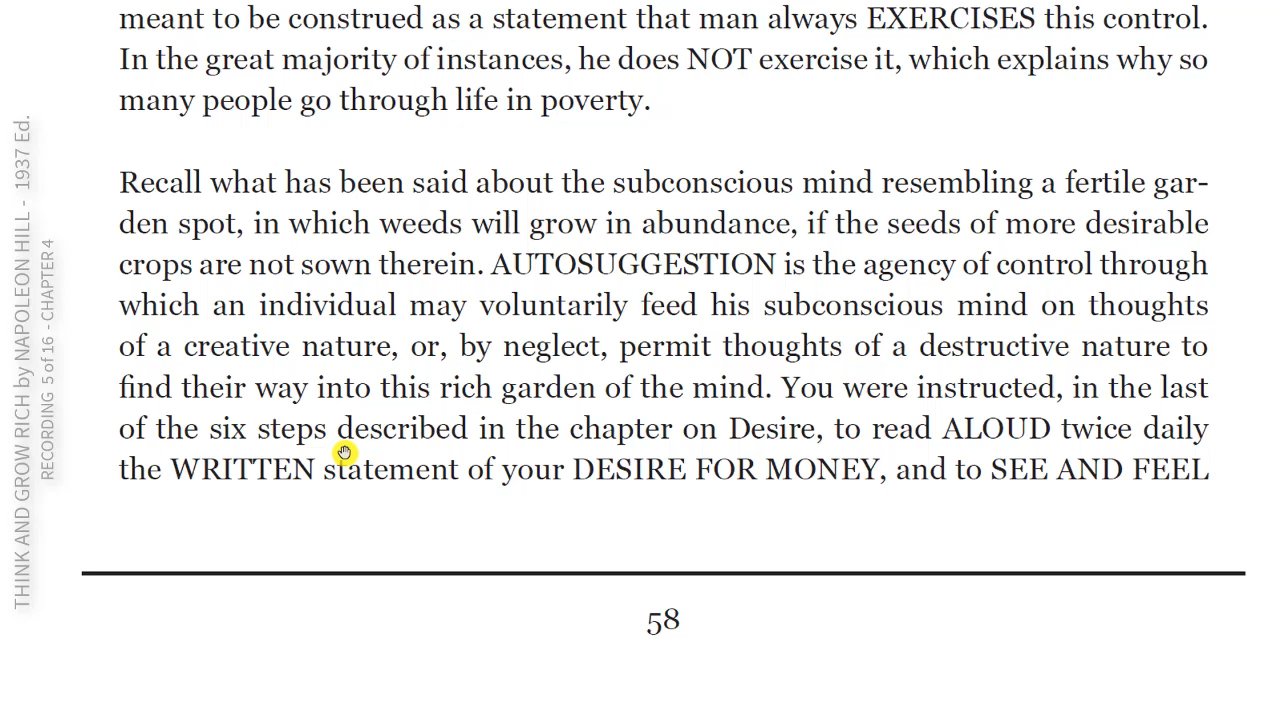 meant to be construed as a statement that man always EXERCISES this control.
In the great majority of instances, he does NOT exercise it, which explains why so
many people go through life in poverty.
Recall what has been said about the subconscious mind resembling a fertile gar-
den spot, in which weeds will grow in abundance, if the seeds of more desirable
crops are not sown therein. AUTOSUGGESTION is the agency of control through
which an individual may voluntarily feed his subconscious mind on thoughts
of a creative nature, or, by neglect, permit thoughts of a destructive nature to
find their way into this rich garden of the mind. You were instructed, in the last
of the six steps described in the chapter on Desire, to read ALOUD twice daily
the WRITTEN statement of your DESIRE FOR MONEY, and to SEE AND FEEL
58
THINK AND GROW RICH by NAPOLEON HILL - 1937 Ed.
RECORDING 5 of 16 - CHAPTER 4